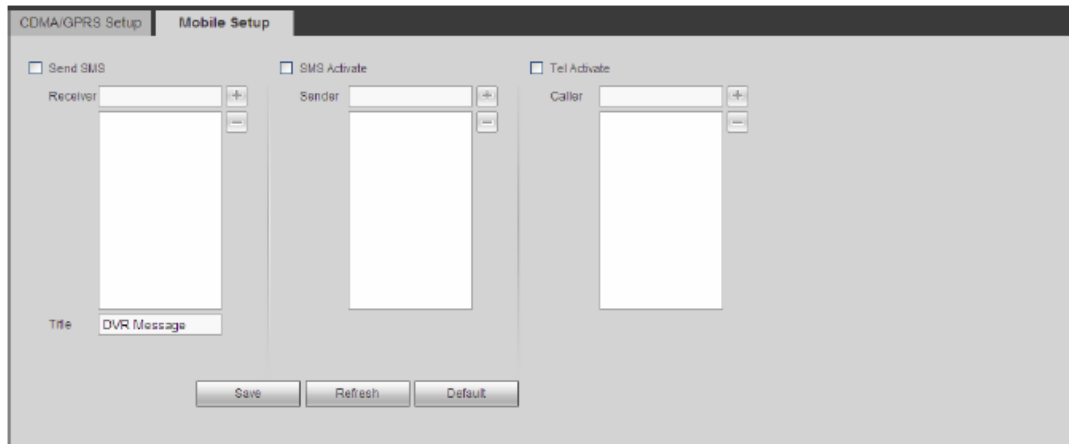 CDMA/GPRS Setup
Mobile Setup
Send SMS
SMS Activate
Tel Activate
Receiver
Sender
Caller
Title
DVR Message
Save
Refresh
Default